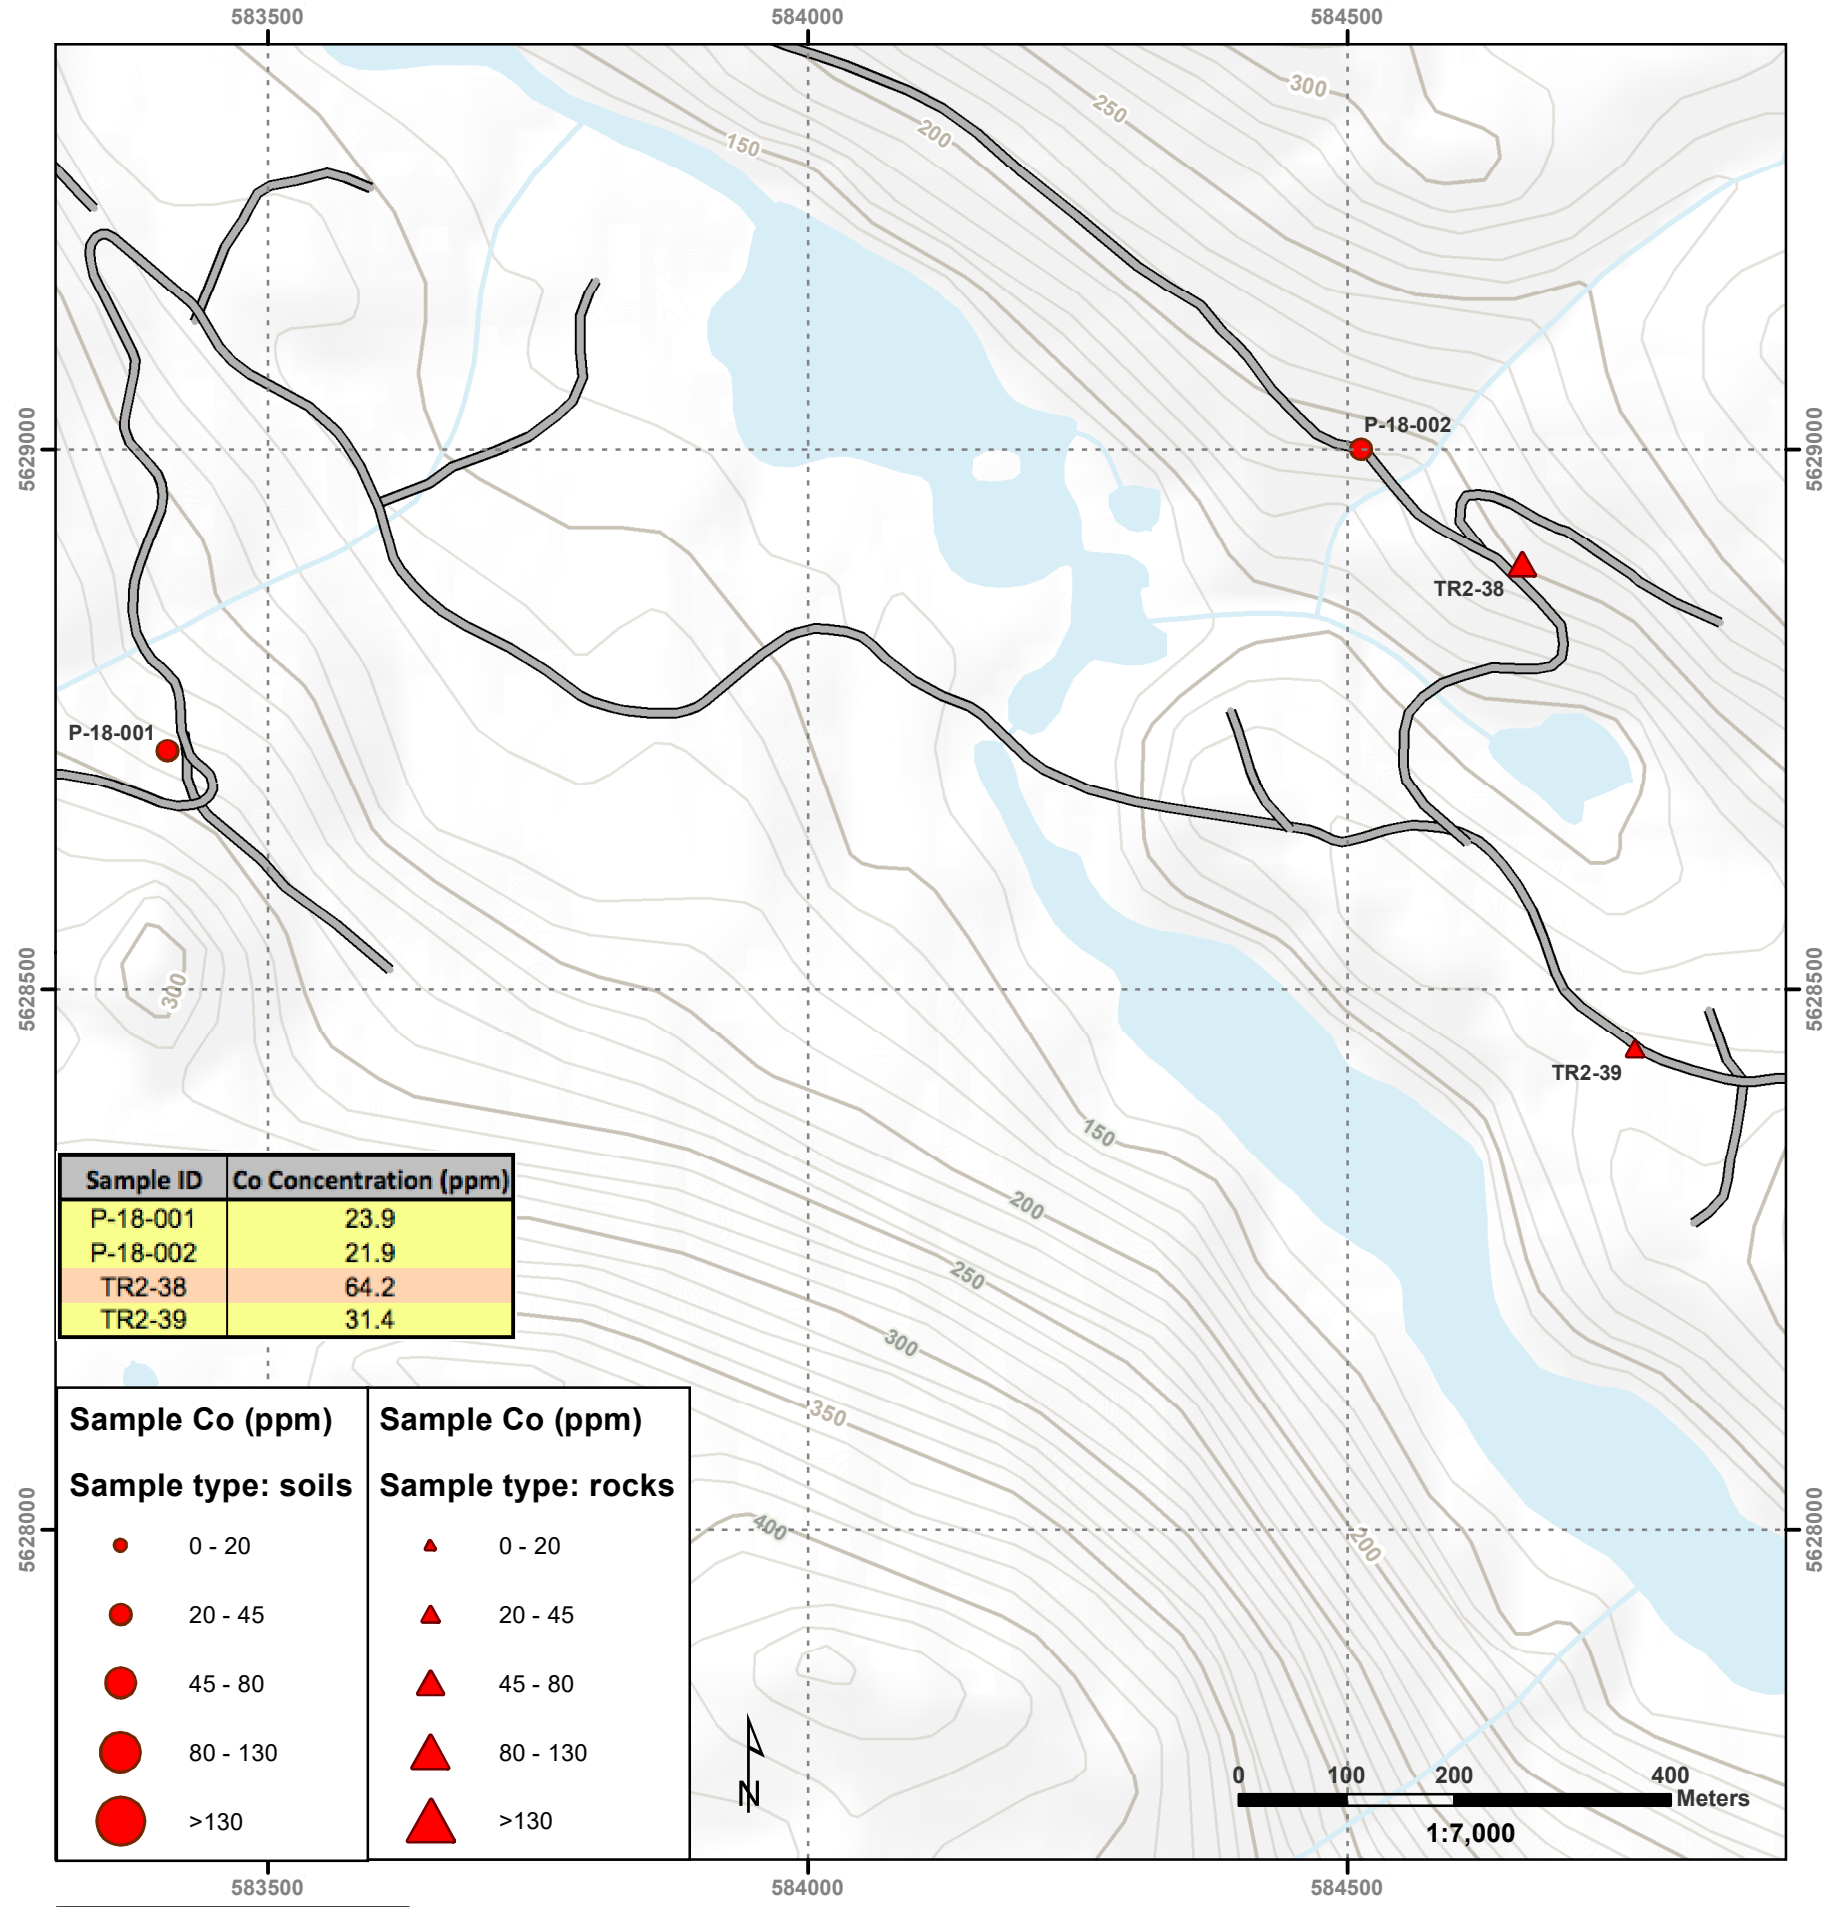 583500 584000 584500
300
250
200
150
5629000 5629000
P-18-002
TR2-38
P-18-001
300
5628500 5628500
TR2-39
150
200
250
300
350
400
200
5628000 5628000
Sample ID Co Concentration (ppm)
P-18-001 23.9
P-18-002 21.9
TR2-38 64.2
TR2-39 31.4
Sample Co (ppm)
Sample type: soils
0 - 20
20 - 45
45 - 80
80 - 130
>130
Sample Co (ppm)
Sample type: rocks
0 - 20
20 - 45
45 - 80
80 - 130
>130
N
0 100 200 400
Meters
1:7,000
583500 584000 584500